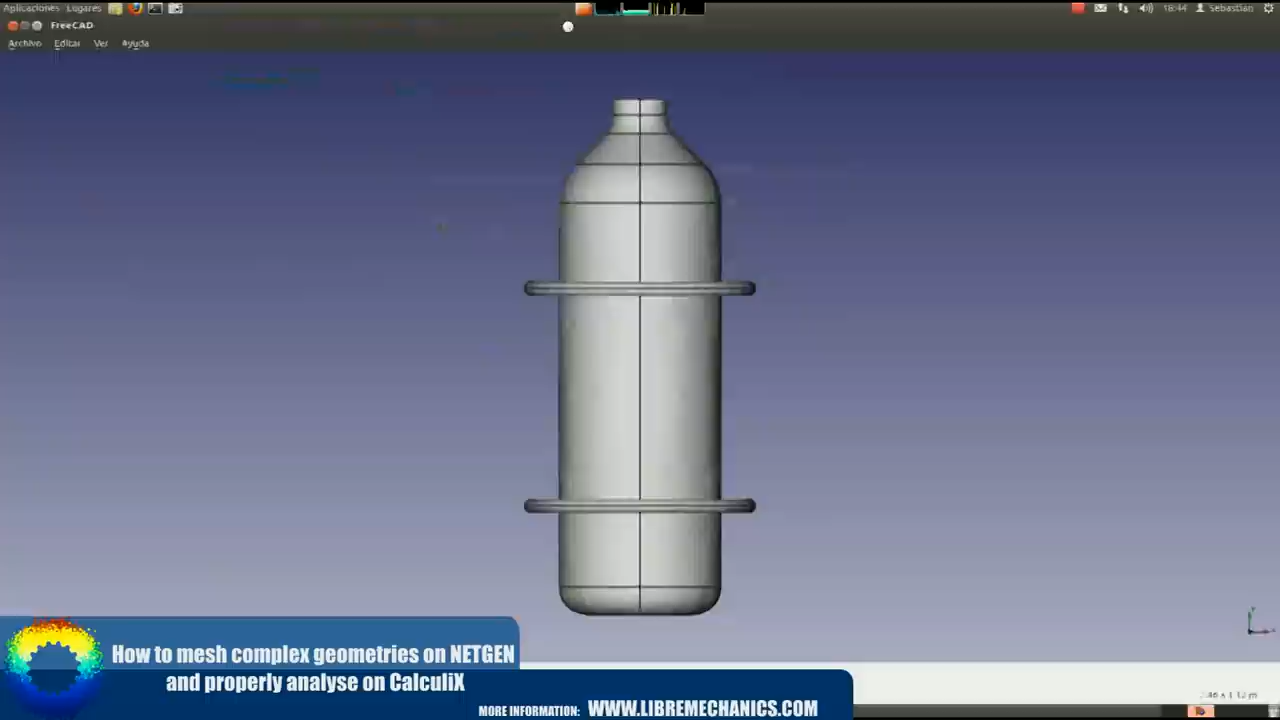 Aplicaciones Lugares
18:44 Sebastian
FreeCAD
Archivo Editar Ver Ayuda
How to mesh complex geometries on NETGEN
and properly analyse on CalculiX
MORE INFORMATION: WWW.LIBREMECHANICS.COM